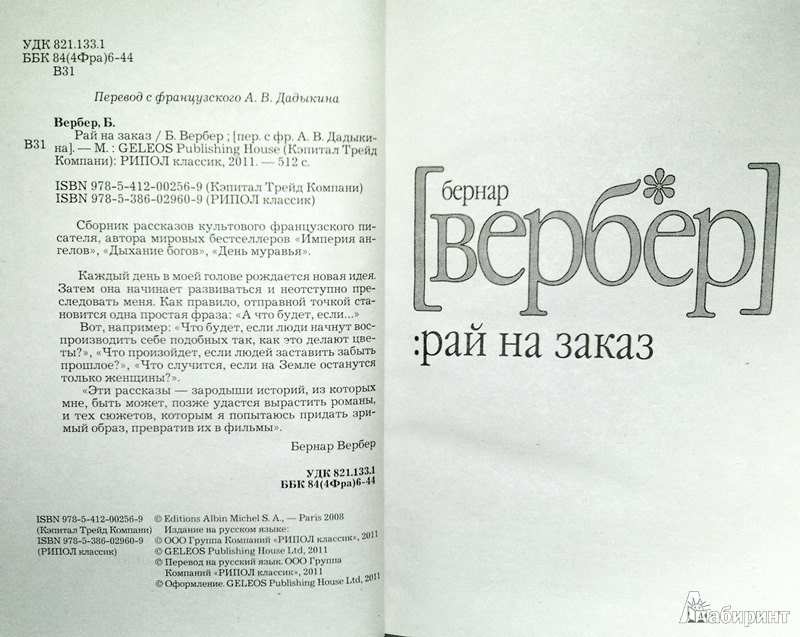 УДК 821.133.1
ББК 84(4Фра)6-44
В31
Перевод с французского А. В. Дадыкина
Вербер, Б.
В31
Рай на заказ / Б. Вербер ; [пер. с фр. А. В. Дадыки-
на]. — М. : GELEOS Publishing House (Кэпитал Трейд
Компани): РИПОЛ классик, 2011. — 512 с.
ISBN 978-5-412-00256-9 (Кэпитал Трейд Компани)
ISBN 978-5-386-02960-9 (РИПОЛ классик)
Сборник рассказов культового французского пи-
сателя, автора мировых бестселлеров «Империя ан-
гелов», «Дыхание богов», «День муравья».
Каждый день в моей голове рождается новая идея.
Затем она начинает развиваться и неотступно пре-
следовать меня. Как правило, отправной точкой ста-
новится одна простая фраза: «А что будет, если...»
Вот, например: «Что будет, если люди начнут вос-
производить себе подобных так, как это делают цве-
ты?», «Что произойдет, если людей заставить забыть
прошлое?», «Что случится, если на Земле останутся
только женщины?».
«Эти рассказы — зародыши историй, из которых
мне, быть может, позже удастся вырастить романы,
и тех сюжетов, которым я попытаюсь придать зри-
мый образ, превратив их в фильмы».
Бернар Вербер
УДК 821.133.1
ББК 84(4Фра)6-44
ISBN 978-5-412-00256-9
(Кэпитал Трейд Компани)
ISBN 978-5-386-02960-9
(РИПОЛ классик)
© Editions Albin Michel S. A., — Paris 2008
Издание на русском языке:
© ООО Группа Компаний «РИПОЛ классик», 2011
© GELEOS Publishing House Ltd, 2011
© Перевод на русский язык. ООО Группа
Компаний «РИПОЛ классик», 2011
© Оформление. GELEOS Publishing House Ltd, 2011
[бернар
вербер]
:рай на заказ
Лабиринт